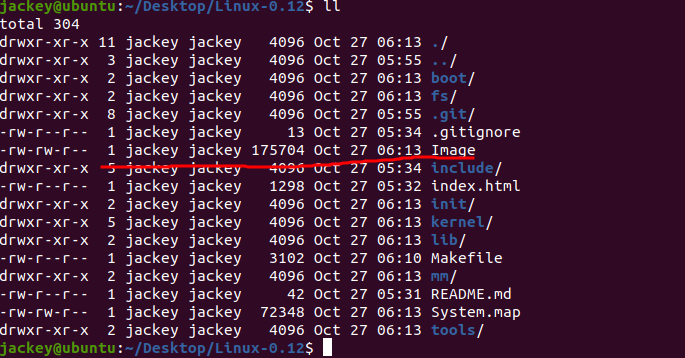 jackey@ubuntu:~/Desktop/Linux-0.12$ ll
total 304
drwxr-xr-x 11 jackey jackey   4096 Oct 27 06:13 ./
drwxr-xr-x  3 jackey jackey   4096 Oct 27 05:55 ../
drwxr-xr-x  2 jackey jackey   4096 Oct 27 06:13 boot/
drwxr-xr-x  2 jackey jackey   4096 Oct 27 06:13 fs/
drwxr-xr-x  8 jackey jackey   4096 Oct 27 05:55 .git/
-rw-r--r--  1 jackey jackey     13 Oct 27 05:34 .gitignore
-rw-rw-r--  1 jackey jackey 175704 Oct 27 06:13 Image
drwxr-xr-x  5 jackey jackey   4096 Oct 27 05:34 include/
-rw-r--r--  1 jackey jackey   1298 Oct 27 05:32 index.html
drwxr-xr-x  2 jackey jackey   4096 Oct 27 06:13 init/
drwxr-xr-x  5 jackey jackey   4096 Oct 27 06:13 kernel/
drwxr-xr-x  2 jackey jackey   4096 Oct 27 06:13 lib/
-rw-r--r--  1 jackey jackey   3102 Oct 27 06:10 Makefile
drwxr-xr-x  2 jackey jackey   4096 Oct 27 06:13 mm/
-rw-r--r--  1 jackey jackey     42 Oct 27 05:31 README.md
-rw-rw-r--  1 jackey jackey  72348 Oct 27 06:13 System.map
drwxr-xr-x  2 jackey jackey   4096 Oct 27 06:13 tools/
jackey@ubuntu:~/Desktop/Linux-0.12$